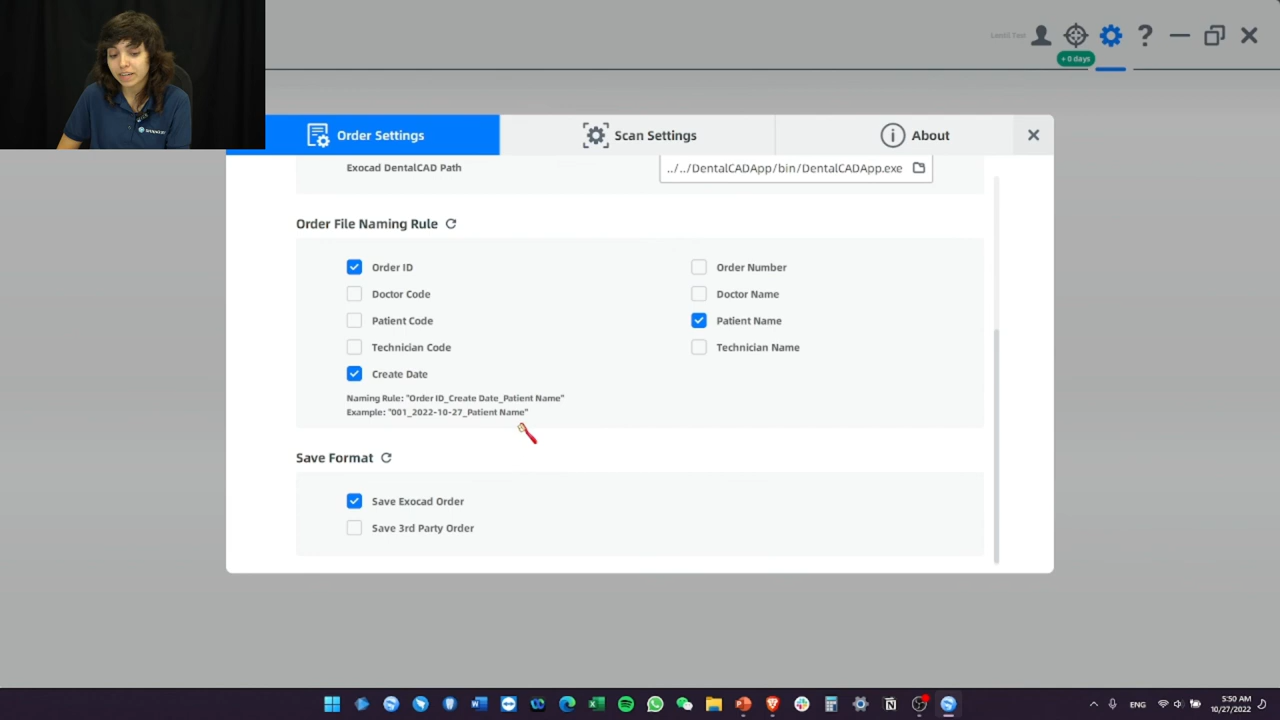 + 0 days
Order Settings
Scan Settings
About
Exocad DentalCAD Path
../../DentalCADApp/bin/DentalCADApp.exe
Order File Naming Rule
Order ID
Order Number
Doctor Code
Doctor Name
Patient Code
Patient Name
Technician Code
Technician Name
Create Date
Naming Rule: "Order ID_Create Date_Patient Name"
Example: "001_2022-10-27_Patient Name"
Save Format
Save Exocad Order
Save 3rd Party Order
ENG
5:50 AM
10/27/2022